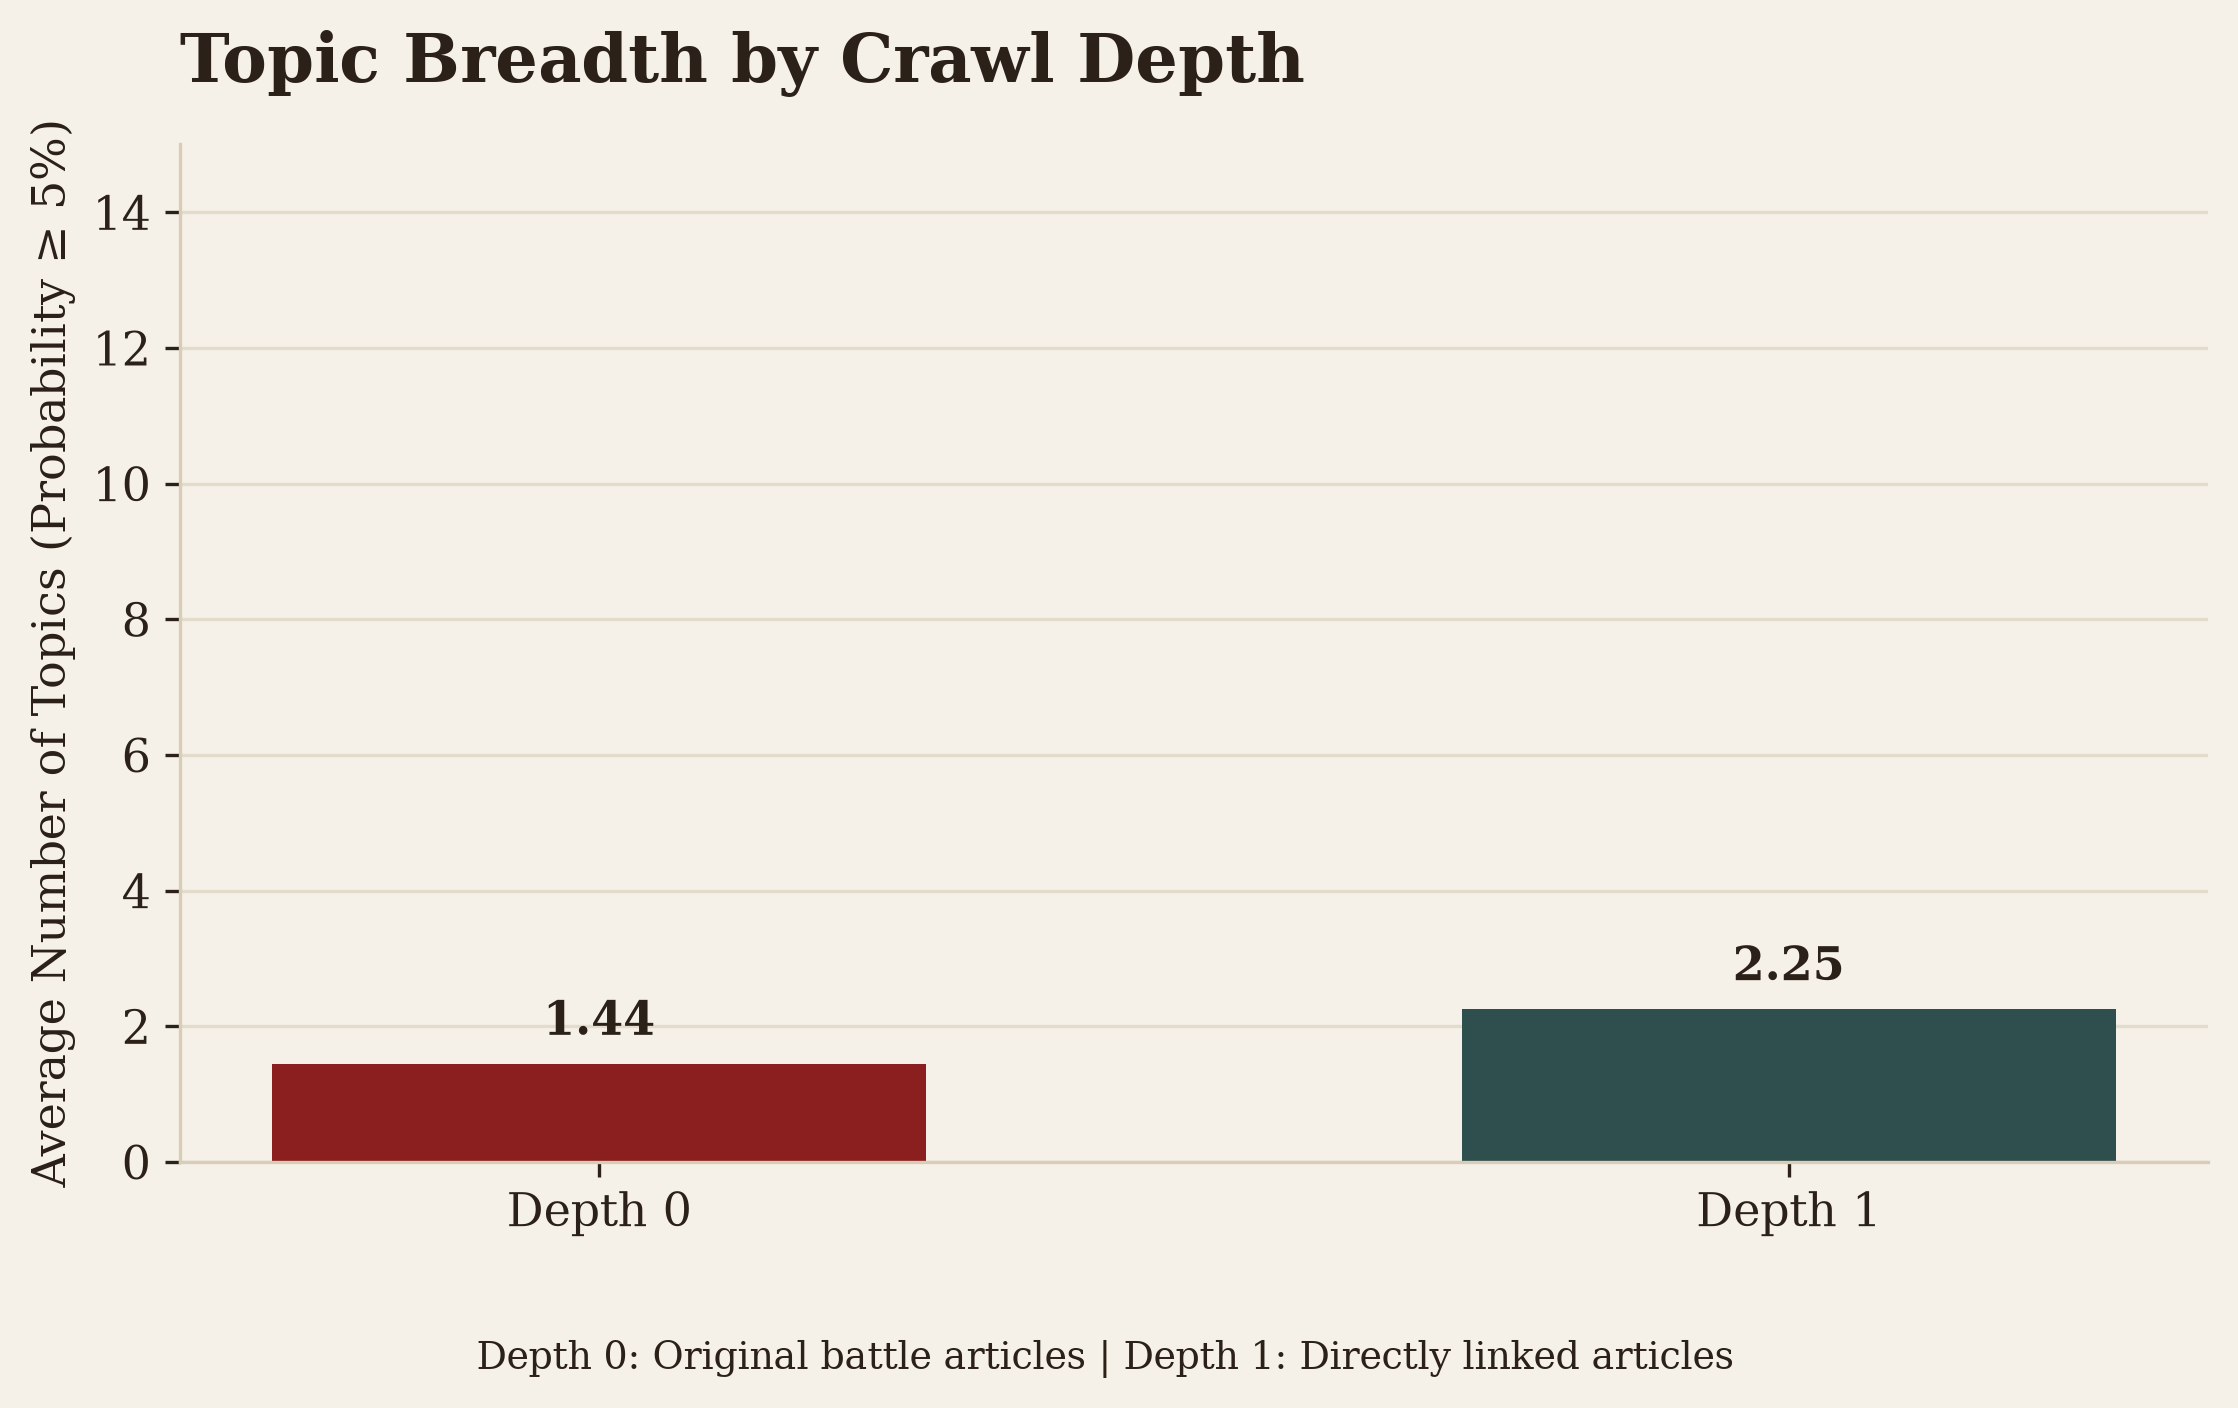 Topic Breadth by Crawl Depth
Average Number of Topics (Probability ≥ 5%)
14
12
10
8
6
4
2
0
1.44
2.25
Depth 0
Depth 1
Depth 0: Original battle articles | Depth 1: Directly linked articles